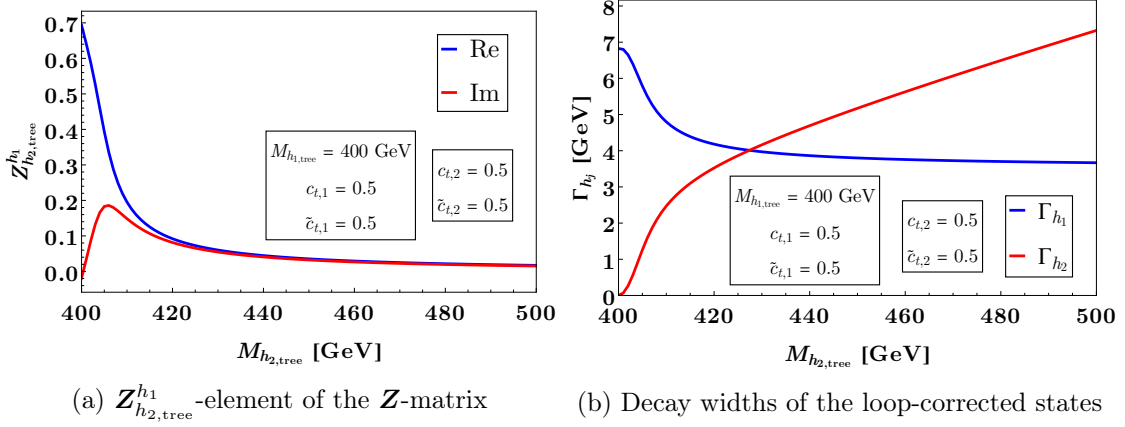 0.7
0.6
0.5
0.4
0.3
0.2
0.1
0.0
Z^{h_1}_{h_{2,tree}}
Re
Im
M_{h_{1,tree}} = 400 GeV
c_{t,1} = 0.5
c̃_{t,1} = 0.5
c_{t,2} = 0.5
c̃_{t,2} = 0.5
400 420 440 460 480 500
M_{h_{2,tree}} [GeV]
(a) Z^{h_1}_{h_{2,tree}}-element of the Z-matrix
8
7
6
5
4
3
2
1
0
Γ_{h_j} [GeV]
M_{h_{1,tree}} = 400 GeV
c_{t,1} = 0.5
c̃_{t,1} = 0.5
c_{t,2} = 0.5
c̃_{t,2} = 0.5
Γ_{h_1}
Γ_{h_2}
400 420 440 460 480 500
M_{h_{2,tree}} [GeV]
(b) Decay widths of the loop-corrected states